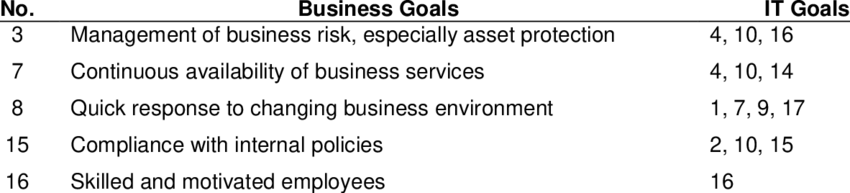 No. Business Goals IT Goals
3 Management of business risk, especially asset protection 4, 10, 16
7 Continuous availability of business services 4, 10, 14
8 Quick response to changing business environment 1, 7, 9, 17
15 Compliance with internal policies 2, 10, 15
16 Skilled and motivated employees 16